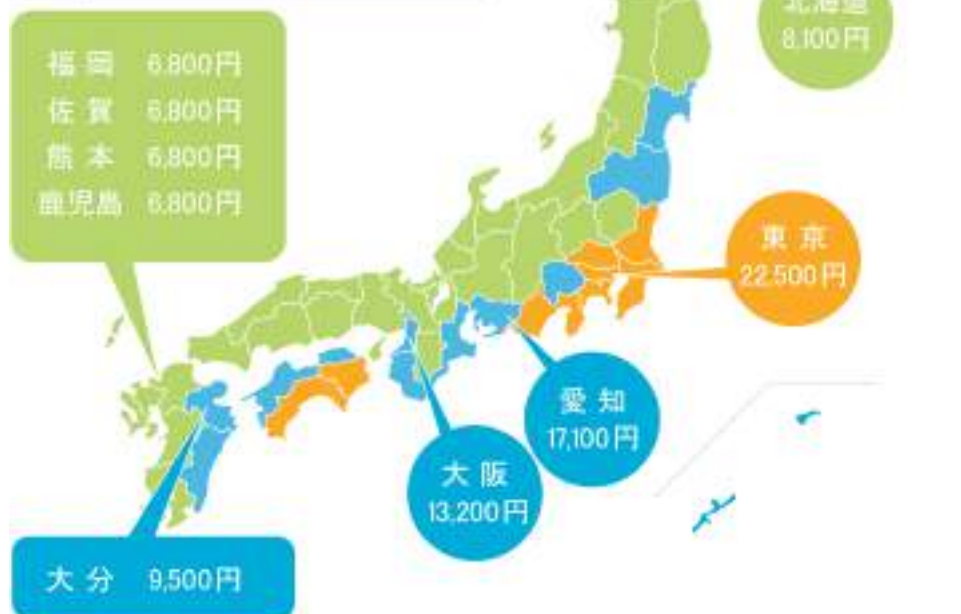 北海道
8,100円
福岡 6,800円
佐賀 6,800円
熊本 6,800円
鹿児島 6,800円
東京
22,500円
愛知
17,100円
大阪
13,200円
大分 9,500円